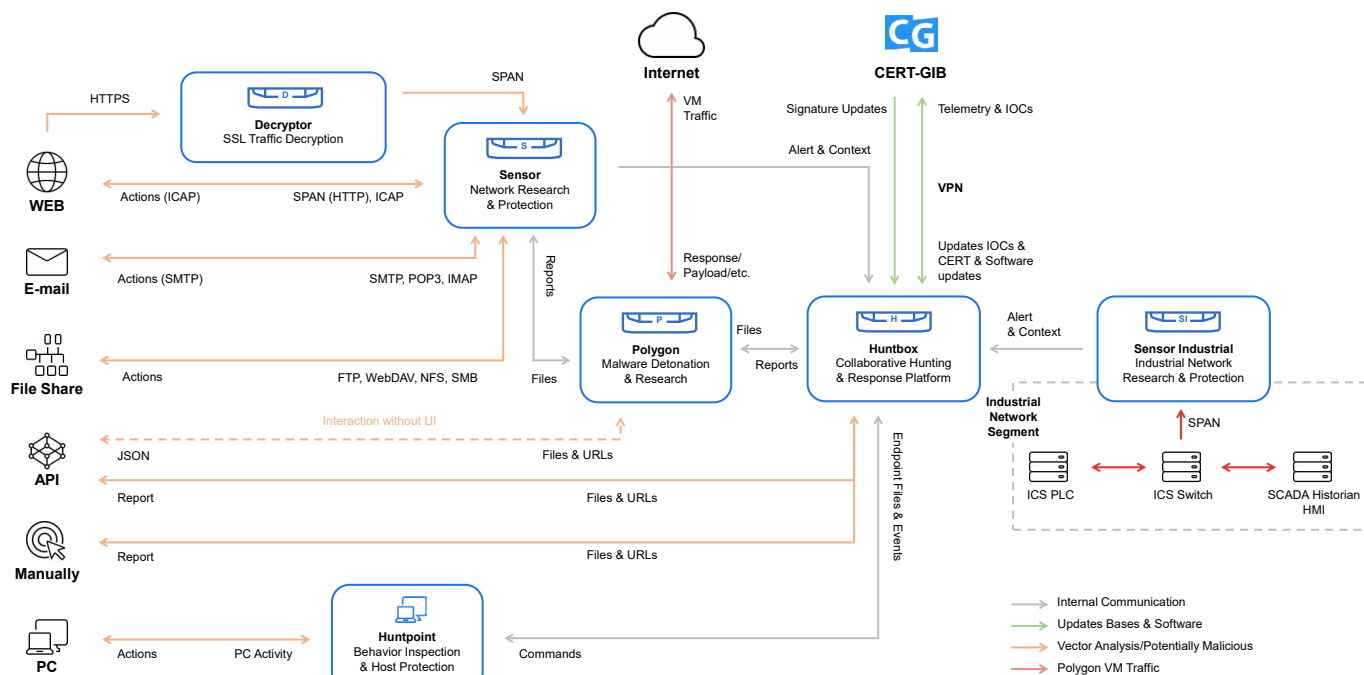 CG
Internet
CERT-GIB
SPAN
HTTPS
D
Decryptor
SSL Traffic Decryption
VM
Traffic
Signature Updates
Telemetry & IOCs
S
Sensor
Network Research
& Protection
Alert & Context
WEB
Actions (ICAP)
SPAN (HTTP), ICAP
VPN
E-mail
Actions (SMTP)
SMTP, POP3, IMAP
Reports
Response/
Payload/etc.
Updates IOCs &
CERT & Software
updates
P
Polygon
Malware Detonation
& Research
Files
Reports
H
Huntbox
Collaborative Hunting
& Response Platform
Alert
& Context
SI
Sensor Industrial
Industrial Network
Research & Protection
File Share
Actions
FTP, WebDAV, NFS, SMB
Files
Industrial
Network
Segment
SPAN
Interaction without UI
API
JSON
Files & URLs
Report
Files & URLs
Endpoint Files & Events
ICS PLC
ICS Switch
SCADA Historian
HMI
Manually
Report
Files & URLs
PC
Actions
PC Activity
Huntpoint
Behavior Inspection
& Host Protection
Commands
Internal Communication
Updates Bases & Software
Vector Analysis/Potentially Malicious
Polygon VM Traffic